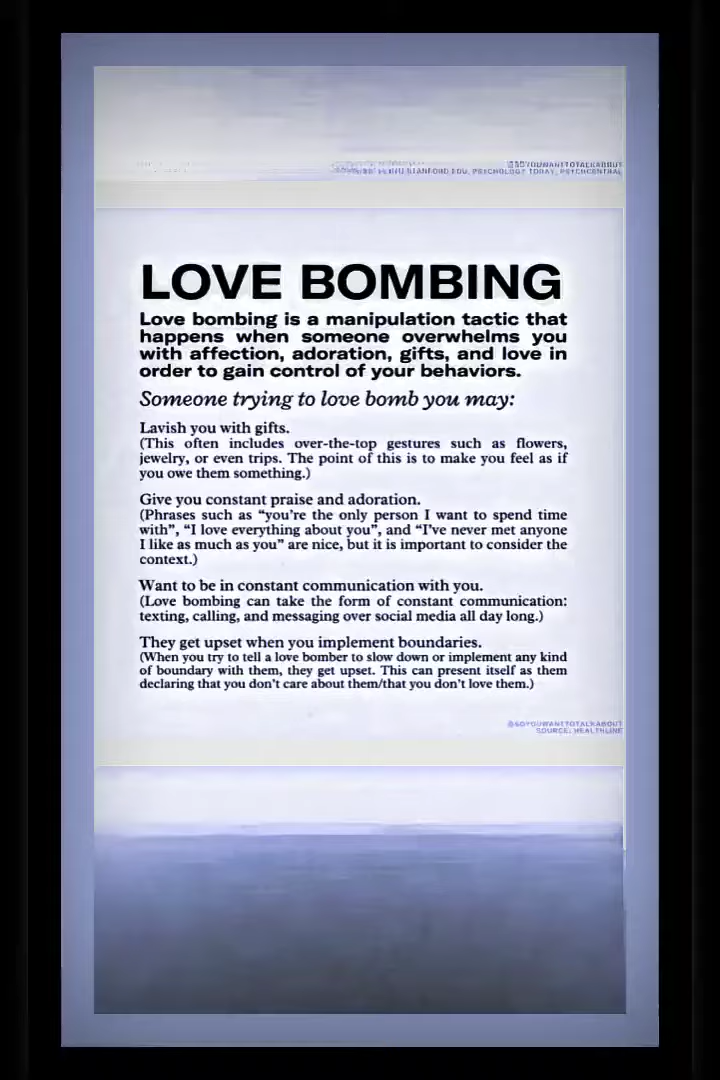 @SOYOUWANTTOTALKABOUT
STANFORD.EDU, PSYCHOLOGY TODAY, PSYCHCENTRAL
LOVE BOMBING
Love bombing is a manipulation tactic that
happens when someone overwhelms you
with affection, adoration, gifts, and love in
order to gain control of your behaviors.
Someone trying to love bomb you may:
Lavish you with gifts.
(This often includes over-the-top gestures such as flowers,
jewelry, or even trips. The point of this is to make you feel as if
you owe them something.)
Give you constant praise and adoration.
(Phrases such as “you’re the only person I want to spend time
with”, “I love everything about you”, and “I’ve never met anyone
I like as much as you” are nice, but it is important to consider the
context.)
Want to be in constant communication with you.
(Love bombing can take the form of constant communication:
texting, calling, and messaging over social media all day long.)
They get upset when you implement boundaries.
(When you try to tell a love bomber to slow down or implement any kind
of boundary with them, they get upset. This can present itself as them
declaring that you don’t care about them/that you don’t love them.)
@SOYOUWANTTOTALKABOUT
SOURCE: HEALTHLINE